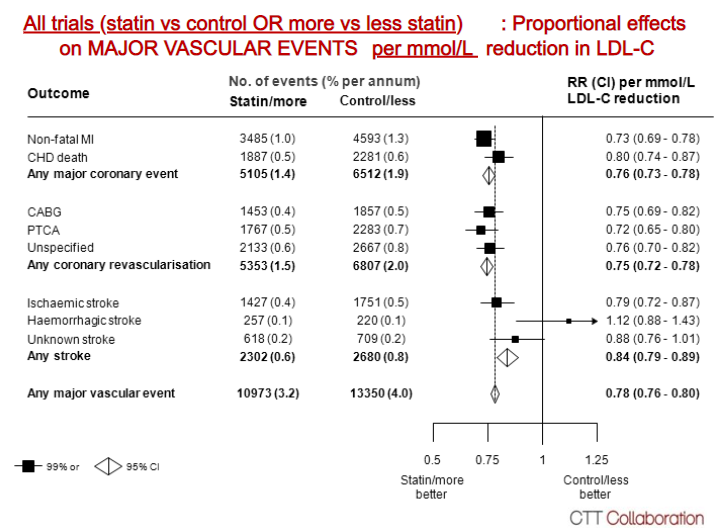 All trials (statin vs control OR more vs less statin) : Proportional effects
on MAJOR VASCULAR EVENTS per mmol/L reduction in LDL-C
No. of events (% per annum) RR (CI) per mmol/L
Outcome Statin/more Control/less LDL-C reduction
Non-fatal MI 3485 (1.0) 4593 (1.3) 0.73 (0.69 - 0.78)
CHD death 1887 (0.5) 2281 (0.6) 0.80 (0.74 - 0.87)
Any major coronary event 5105 (1.4) 6512 (1.9) 0.76 (0.73 - 0.78)
CABG 1453 (0.4) 1857 (0.5) 0.75 (0.69 - 0.82)
PTCA 1767 (0.5) 2283 (0.7) 0.72 (0.65 - 0.80)
Unspecified 2133 (0.6) 2667 (0.8) 0.76 (0.70 - 0.82)
Any coronary revascularisation 5353 (1.5) 6807 (2.0) 0.75 (0.72 - 0.78)
Ischaemic stroke 1427 (0.4) 1751 (0.5) 0.79 (0.72 - 0.87)
Haemorrhagic stroke 257 (0.1) 220 (0.1) 1.12 (0.88 - 1.43)
Unknown stroke 618 (0.2) 709 (0.2) 0.88 (0.76 - 1.01)
Any stroke 2302 (0.6) 2680 (0.8) 0.84 (0.79 - 0.89)
Any major vascular event 10973 (3.2) 13350 (4.0) 0.78 (0.76 - 0.80)
99% or 95% CI
0.5 0.75 1 1.25
Statin/more Control/less
better better
CTT Collaboration